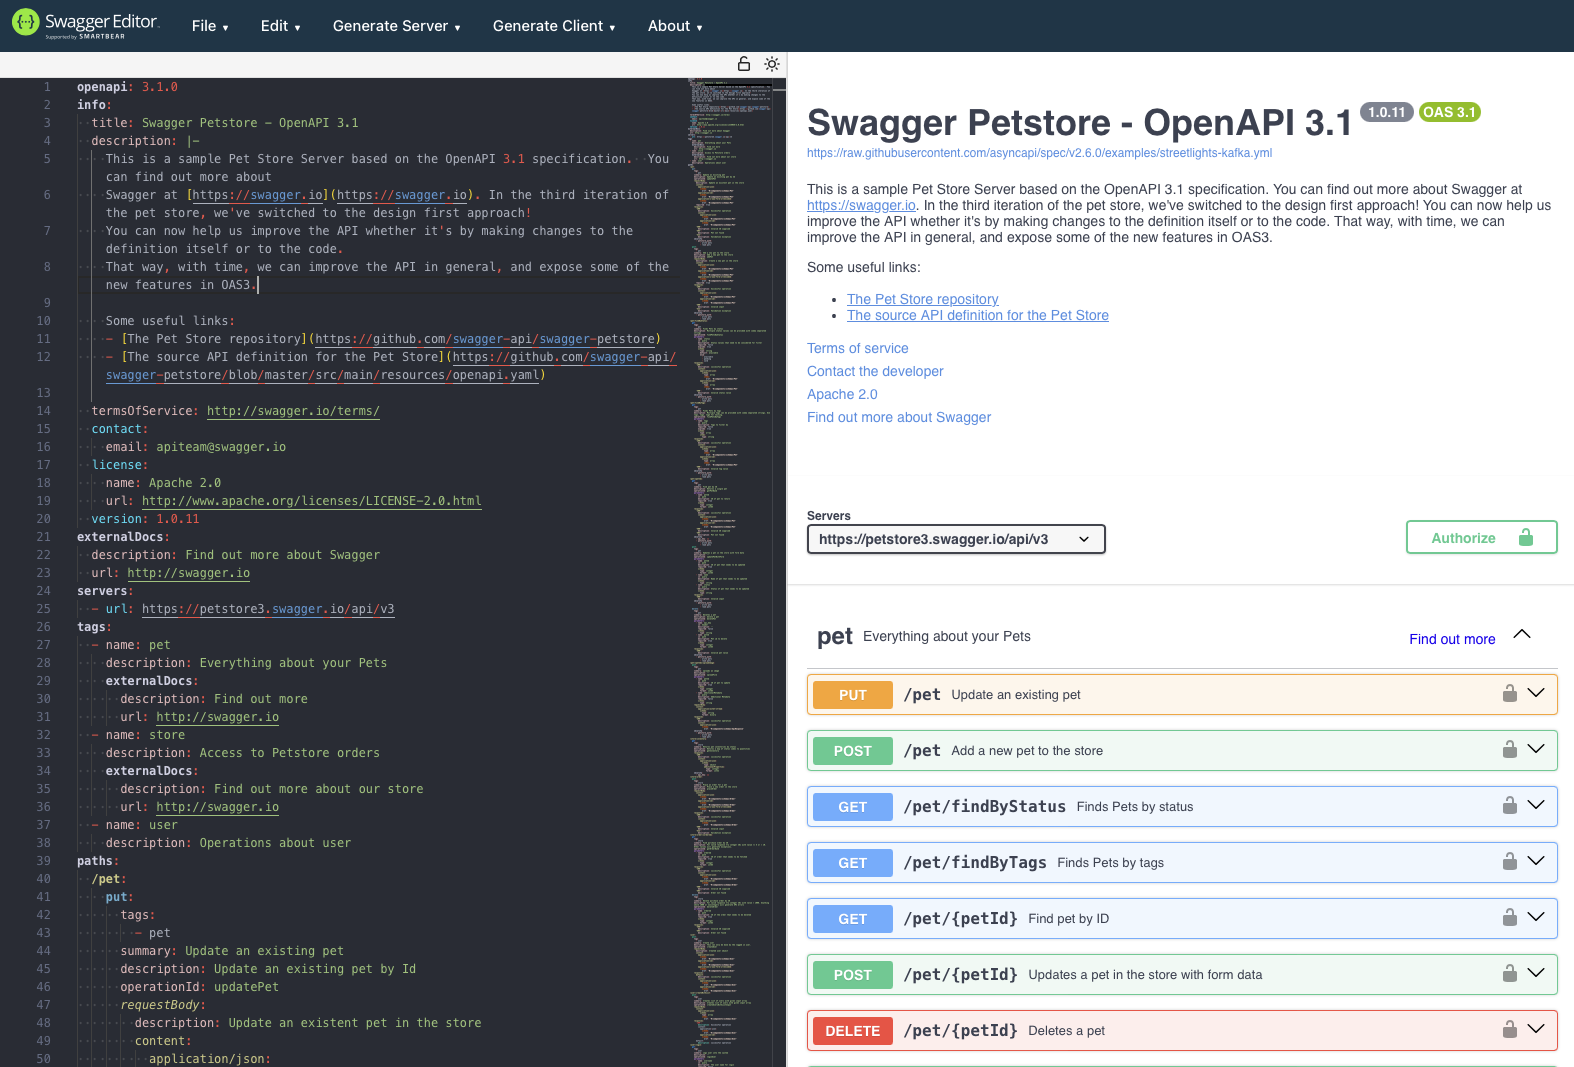 Swagger Editor.
Supported by SMARTBEAR
File ▾
Edit ▾
Generate Server ▾
Generate Client ▾
About ▾
1 openapi: 3.1.0
2 info:
3 title: Swagger Petstore - OpenAPI 3.1
4 description: |-
5 This is a sample Pet Store Server based on the OpenAPI 3.1 specification. You
can find out more about
6 Swagger at [https://swagger.io](https://swagger.io). In the third iteration of
the pet store, we've switched to the design first approach!
7 You can now help us improve the API whether it's by making changes to the
definition itself or to the code.
8 That way, with time, we can improve the API in general, and expose some of the
new features in OAS3.
9
10 Some useful links:
11 - [The Pet Store repository](https://github.com/swagger-api/swagger-petstore)
12 - [The source API definition for the Pet Store](https://github.com/swagger-api/
swagger-petstore/blob/master/src/main/resources/openapi.yaml)
13
14 termsOfService: http://swagger.io/terms/
15 contact:
16 email: apiteam@swagger.io
17 license:
18 name: Apache 2.0
19 url: http://www.apache.org/licenses/LICENSE-2.0.html
20 version: 1.0.11
21 externalDocs:
22 description: Find out more about Swagger
23 url: http://swagger.io
24 servers:
25 - url: https://petstore3.swagger.io/api/v3
26 tags:
27 - name: pet
28 description: Everything about your Pets
29 externalDocs:
30 description: Find out more
31 url: http://swagger.io
32 - name: store
33 description: Access to Petstore orders
34 externalDocs:
35 description: Find out more about our store
36 url: http://swagger.io
37 - name: user
38 description: Operations about user
39 paths:
40 /pet:
41 put:
42 tags:
43 - pet
44 summary: Update an existing pet
45 description: Update an existing pet by Id
46 operationId: updatePet
47 requestBody:
48 description: Update an existent pet in the store
49 content:
50 application/json:
Swagger Petstore - OpenAPI 3.1 1.0.11 OAS 3.1
https://raw.githubusercontent.com/asyncapi/spec/v2.6.0/examples/streetlights-kafka.yml
This is a sample Pet Store Server based on the OpenAPI 3.1 specification. You can find out more about Swagger at
https://swagger.io. In the third iteration of the pet store, we've switched to the design first approach! You can now help us
improve the API whether it's by making changes to the definition itself or to the code. That way, with time, we can
improve the API in general, and expose some of the new features in OAS3.
Some useful links:
• The Pet Store repository
• The source API definition for the Pet Store
Terms of service
Contact the developer
Apache 2.0
Find out more about Swagger
Servers
https://petstore3.swagger.io/api/v3
Authorize
pet Everything about your Pets
Find out more
PUT /pet Update an existing pet
POST /pet Add a new pet to the store
GET /pet/findByStatus Finds Pets by status
GET /pet/findByTags Finds Pets by tags
GET /pet/{petId} Find pet by ID
POST /pet/{petId} Updates a pet in the store with form data
DELETE /pet/{petId} Deletes a pet